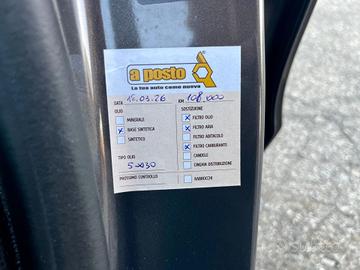 a posto
La tua auto come nuova
DATA 10.03.26 KM 108.000
OLIO SOSTITUZIONE
MINERALE FILTRO OLIO
BASE SINTETICA FILTRO ARIA
SINTETICO FILTRO ABITACOLO
FILTRO CARBURANTE
TIPO OLIO CANDELE
5W30 CINGHIA DISTRIBUZIONE
PROSSIMO CONTROLLO RABBOCCHI